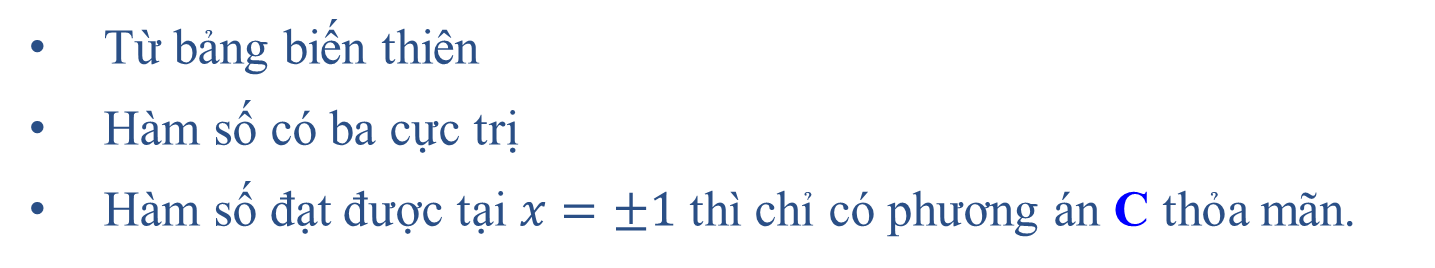 • Từ bảng biến thiên
• Hàm số có ba cực trị
• Hàm số đạt được tại x = ±1 thì chỉ có phương án C thỏa mãn.